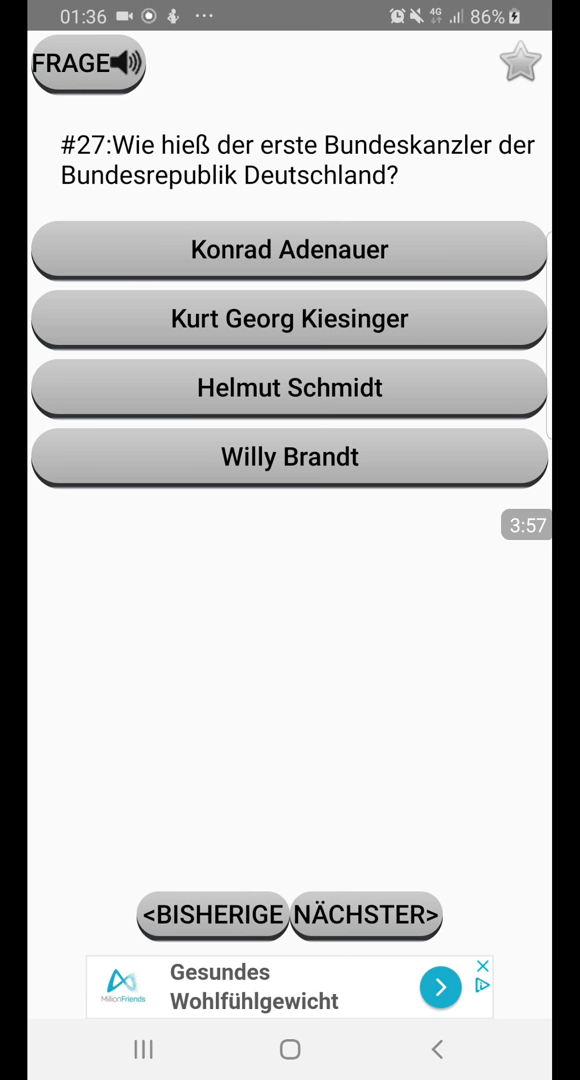 01:36 4G 86%
FRAGE
#27:Wie hieß der erste Bundeskanzler der
Bundesrepublik Deutschland?
Konrad Adenauer
Kurt Georg Kiesinger
Helmut Schmidt
Willy Brandt
3:57
<BISHERIGE NÄCHSTER>
Gesundes
Wohlfühlgewicht
MillionFriends